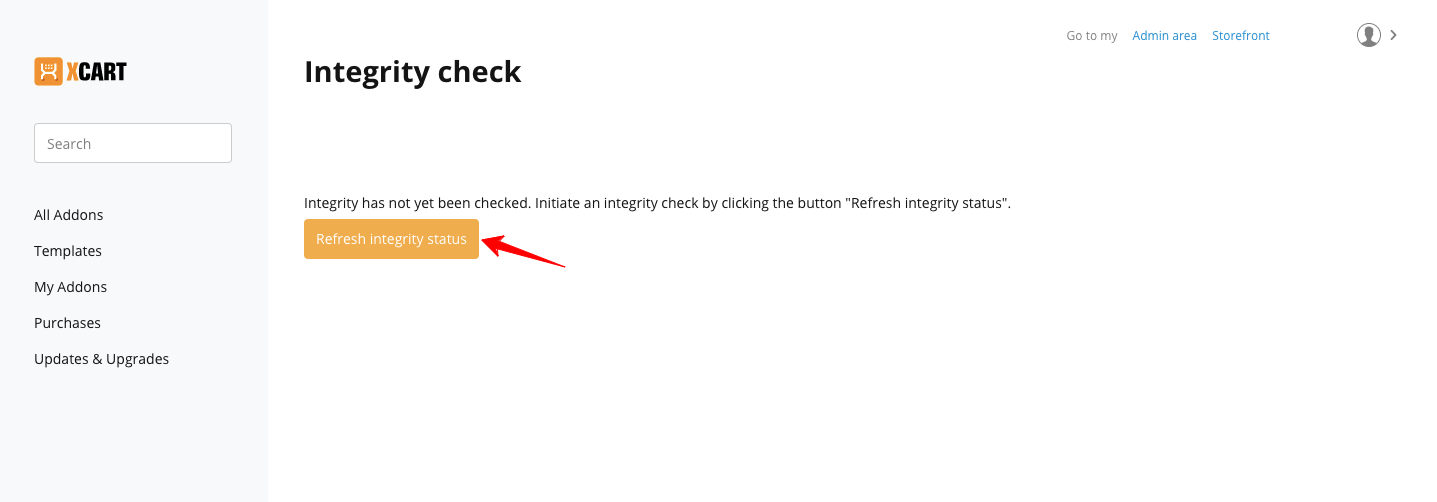 Go to my Admin area Storefront
XCART
Integrity check
Search
All Addons
Templates
My Addons
Purchases
Updates & Upgrades
Integrity has not yet been checked. Initiate an integrity check by clicking the button "Refresh integrity status".
Refresh integrity status